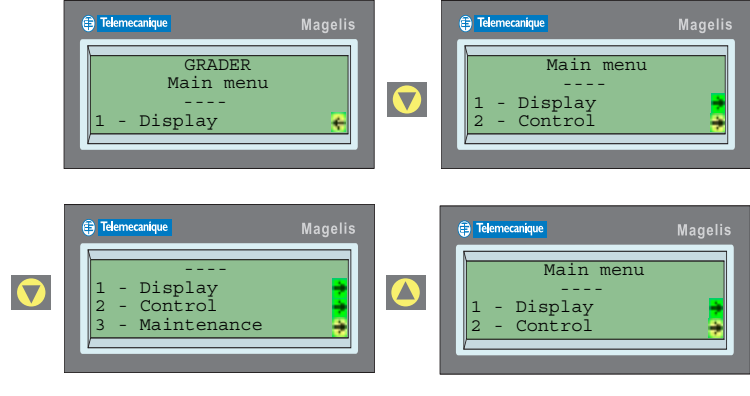 Telemecanique Magelis
GRADER
Main menu
----
1 - Display
Telemecanique Magelis
Main menu
----
1 - Display
2 - Control
Telemecanique Magelis
----
1 - Display
2 - Control
3 - Maintenance
Telemecanique Magelis
Main menu
----
1 - Display
2 - Control